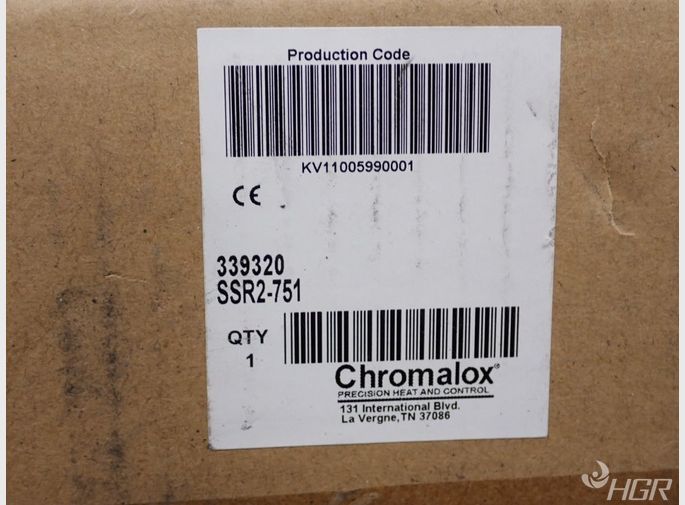 Production Code
KV11005990001
CE
339320
SSR2-751
QTY
1
Chromalox®
PRECISION HEAT AND CONTROL
131 International Blvd.
La Vergne,TN 37086
HGR